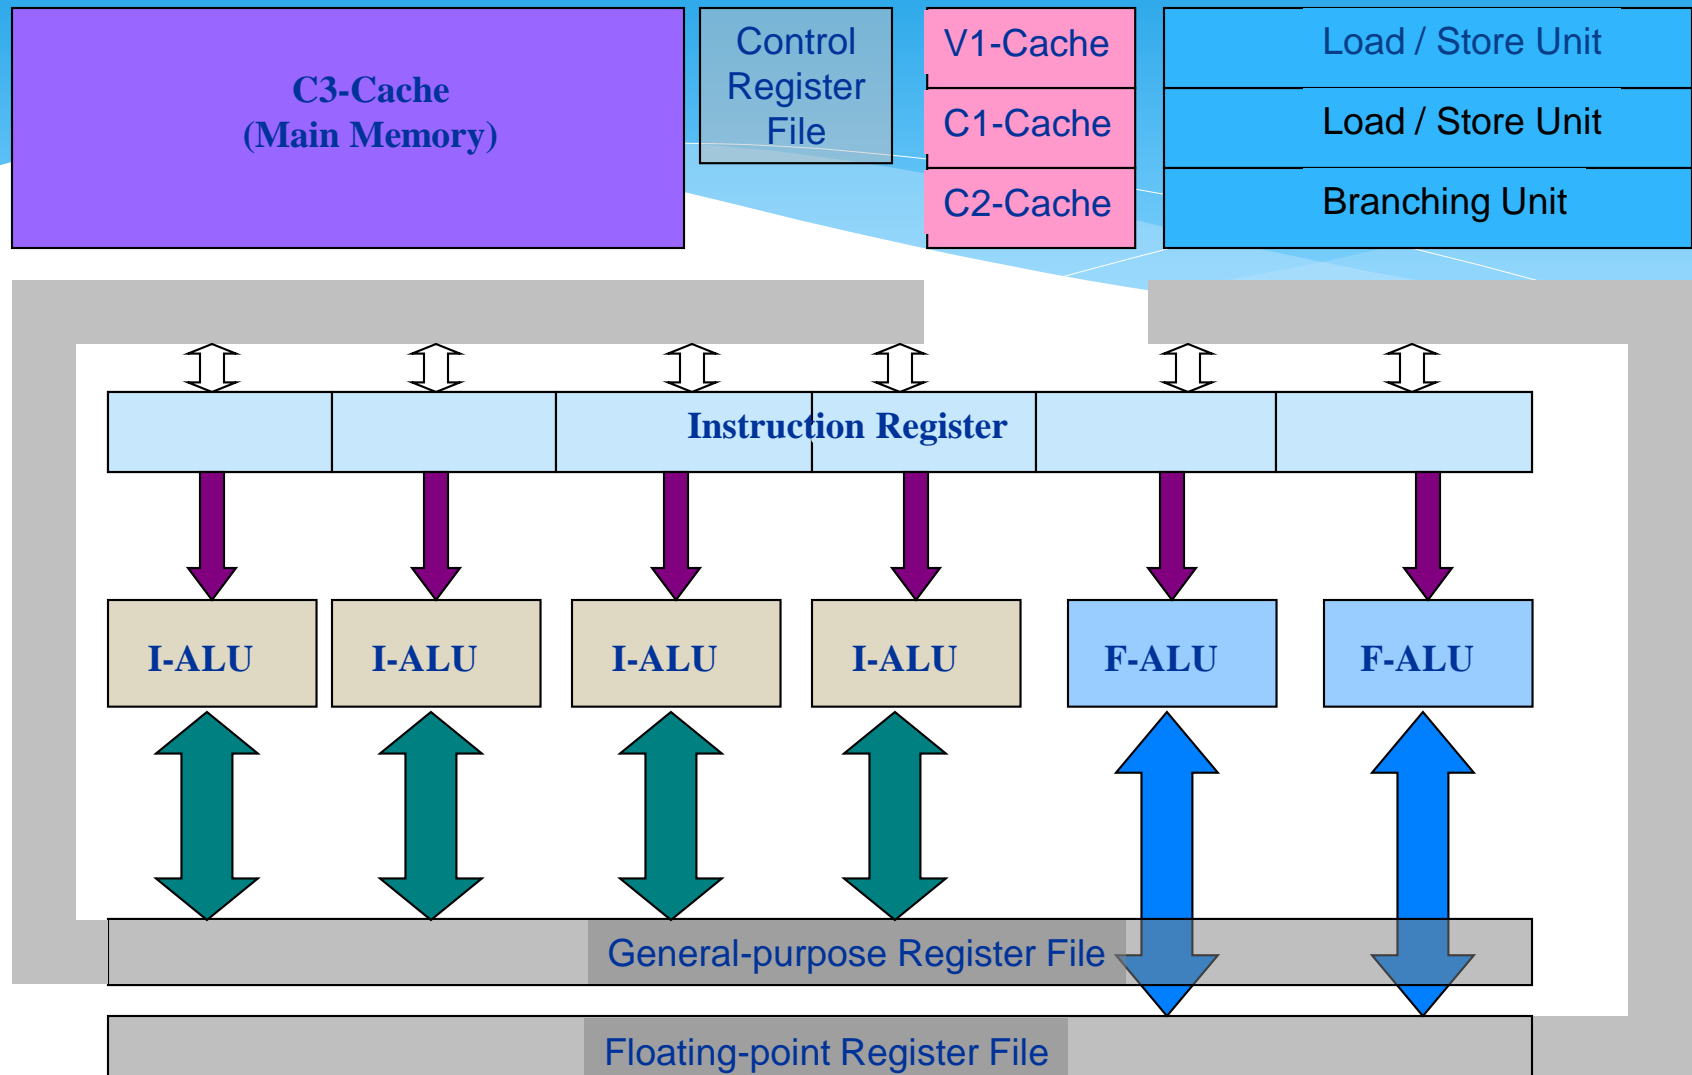 C3-Cache
(Main Memory)
Control
Register
File
V1-Cache
C1-Cache
C2-Cache
Load / Store Unit
Load / Store Unit
Branching Unit
Instruction Register
I-ALU
I-ALU
I-ALU
I-ALU
F-ALU
F-ALU
General-purpose Register File
Floating-point Register File